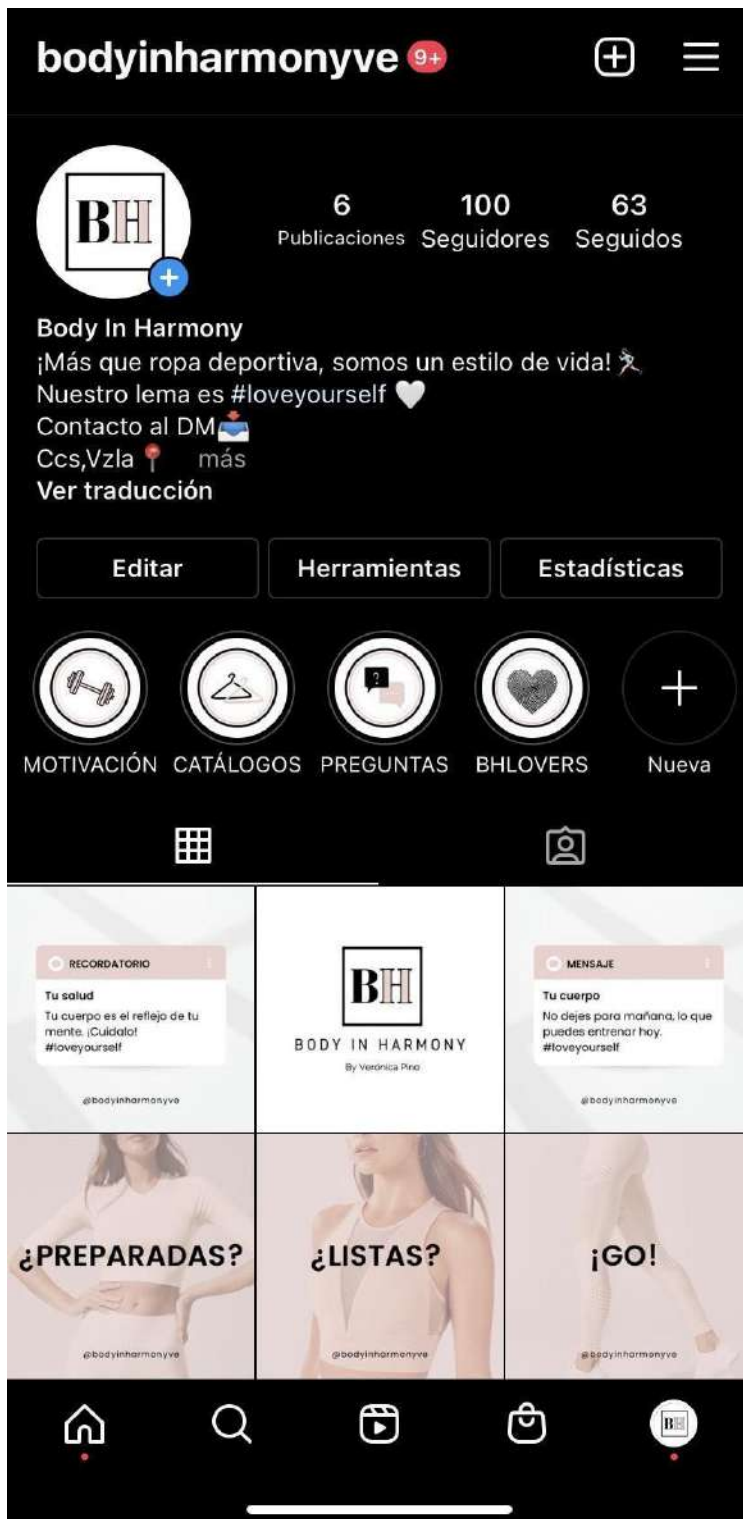 bodyinharmonyve 9+
BH
6 100 63
Publicaciones Seguidores Seguidos
Body In Harmony
¡Más que ropa deportiva, somos un estilo de vida!
Nuestro lema es #loveyourself
Contacto al DM
Ccs,Vzla más
Ver traducción
Editar Herramientas Estadísticas
?
MOTIVACIÓN CATÁLOGOS PREGUNTAS BHLOVERS Nueva
RECORDATORIO
Tu salud
Tu cuerpo es el reflejo de tu
mente. ¡Cuidalo!
#loveyourself
@bodyinharmonyve
BH
BODY IN HARMONY
By Verónica Pino
MENSAJE
Tu cuerpo
No dejes para mañana, lo que
puedes entrenar hoy.
#loveyourself
@bodyinharmonyve
¿PREPARADAS?
@bodyinharmonyve
¿LISTAS?
@bodyinharmonyve
¡GO!
@bodyinharmonyve
BH